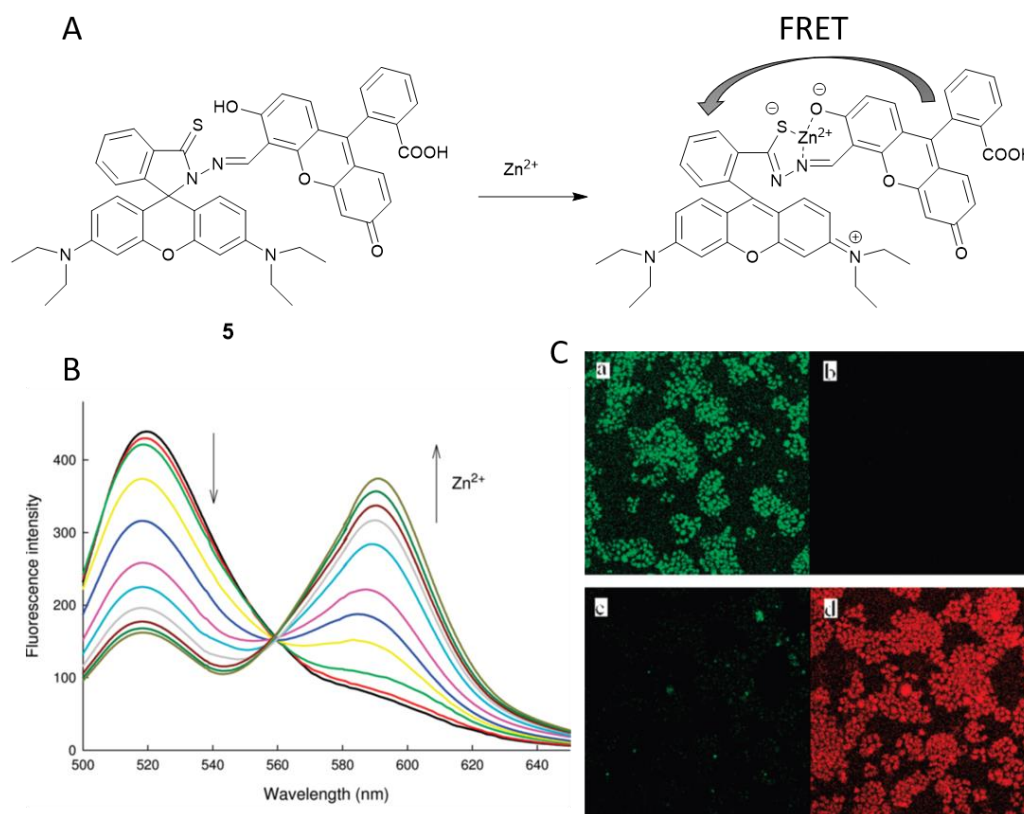 A
FRET
HO
S
N
N
COOH
O
O
N
N
5
Zn2+
⊖
⊖
S
O
Zn2+
N
N
COOH
O
O
O
N
N
⊕
B
Fluorescence intensity
400
300
200
100
0
Zn2+
500 520 540 560 580 600 620 640
Wavelength (nm)
C
a
b
c
d